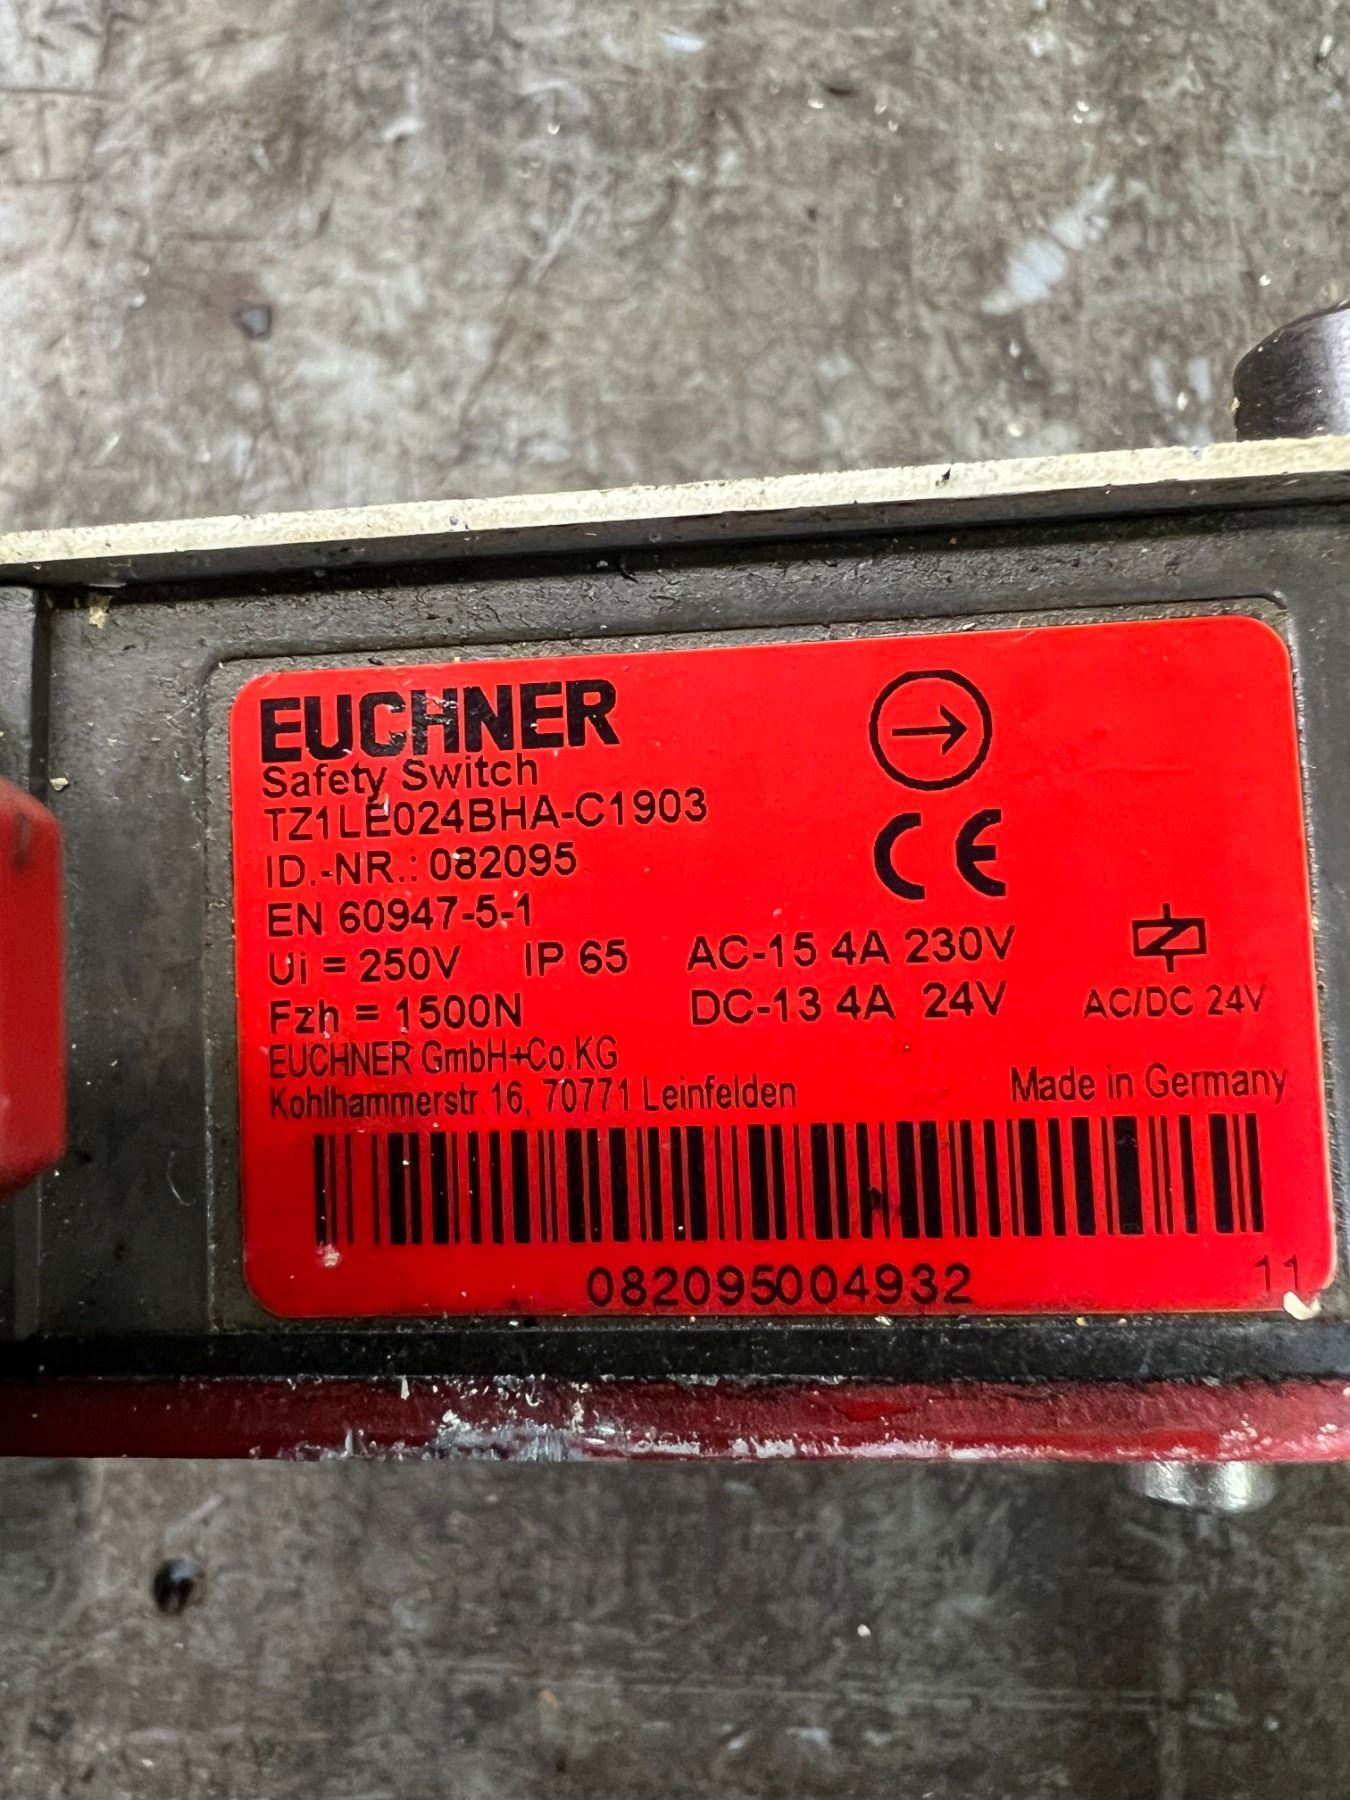 EUCHNER
Safety Switch
TZ1LE024BHA-C1903
ID.-NR.: 082095
EN 60947-5-1
Ui = 250V IP 65 AC-15 4A 230V
Fzh = 1500N DC-13 4A 24V AC/DC 24V
EUCHNER GmbH+Co.KG
Kohlhammerstr.16, 70771 Leinfelden Made in Germany
082095004932 11
CE